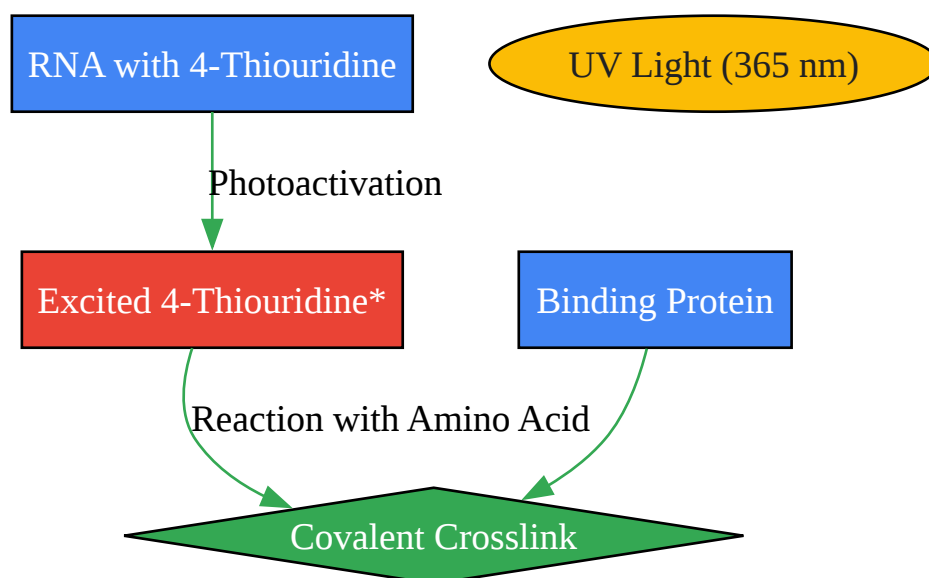 RNA with 4-Thiouridine
UV Light (365 nm)
Photoactivation
Excited 4-Thiouridine*
Binding Protein
Reaction with Amino Acid
Covalent Crosslink